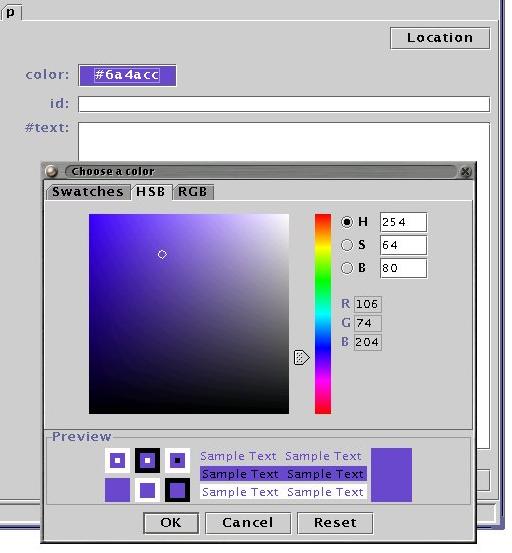 p
Location
color: #6a4acc
id:
#text:
Choose a color
Swatches HSB RGB
H 254
S 64
B 80
R 106
G 74
B 204
Preview
Sample Text Sample Text
Sample Text Sample Text
Sample Text Sample Text
OK Cancel Reset